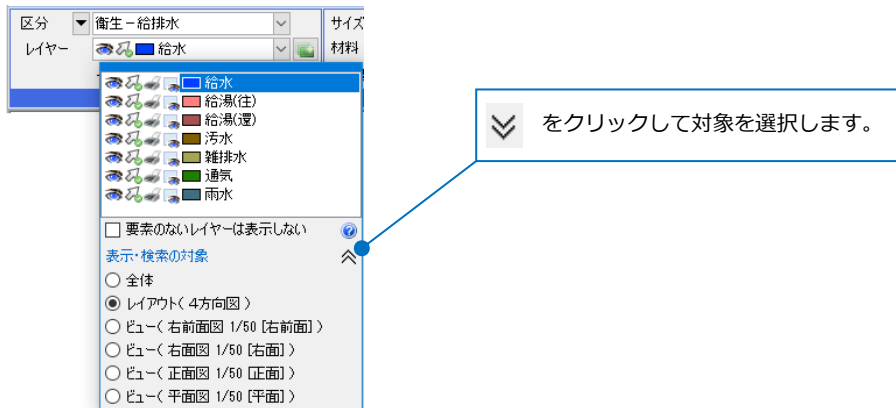 区分 衛生－給排水 サイズ
レイヤー 給水 材料
給水
給湯(往)
給湯(還)
汚水
雑排水
通気
雨水
要素のないレイヤーは表示しない
表示・検索の対象
全体
レイアウト( 4方向図 )
ビュー( 右前面図 1/50 [右前面] )
ビュー( 右面図 1/50 [右面] )
ビュー( 正面図 1/50 [正面] )
ビュー( 平面図 1/50 [平面] )
をクリックして対象を選択します。